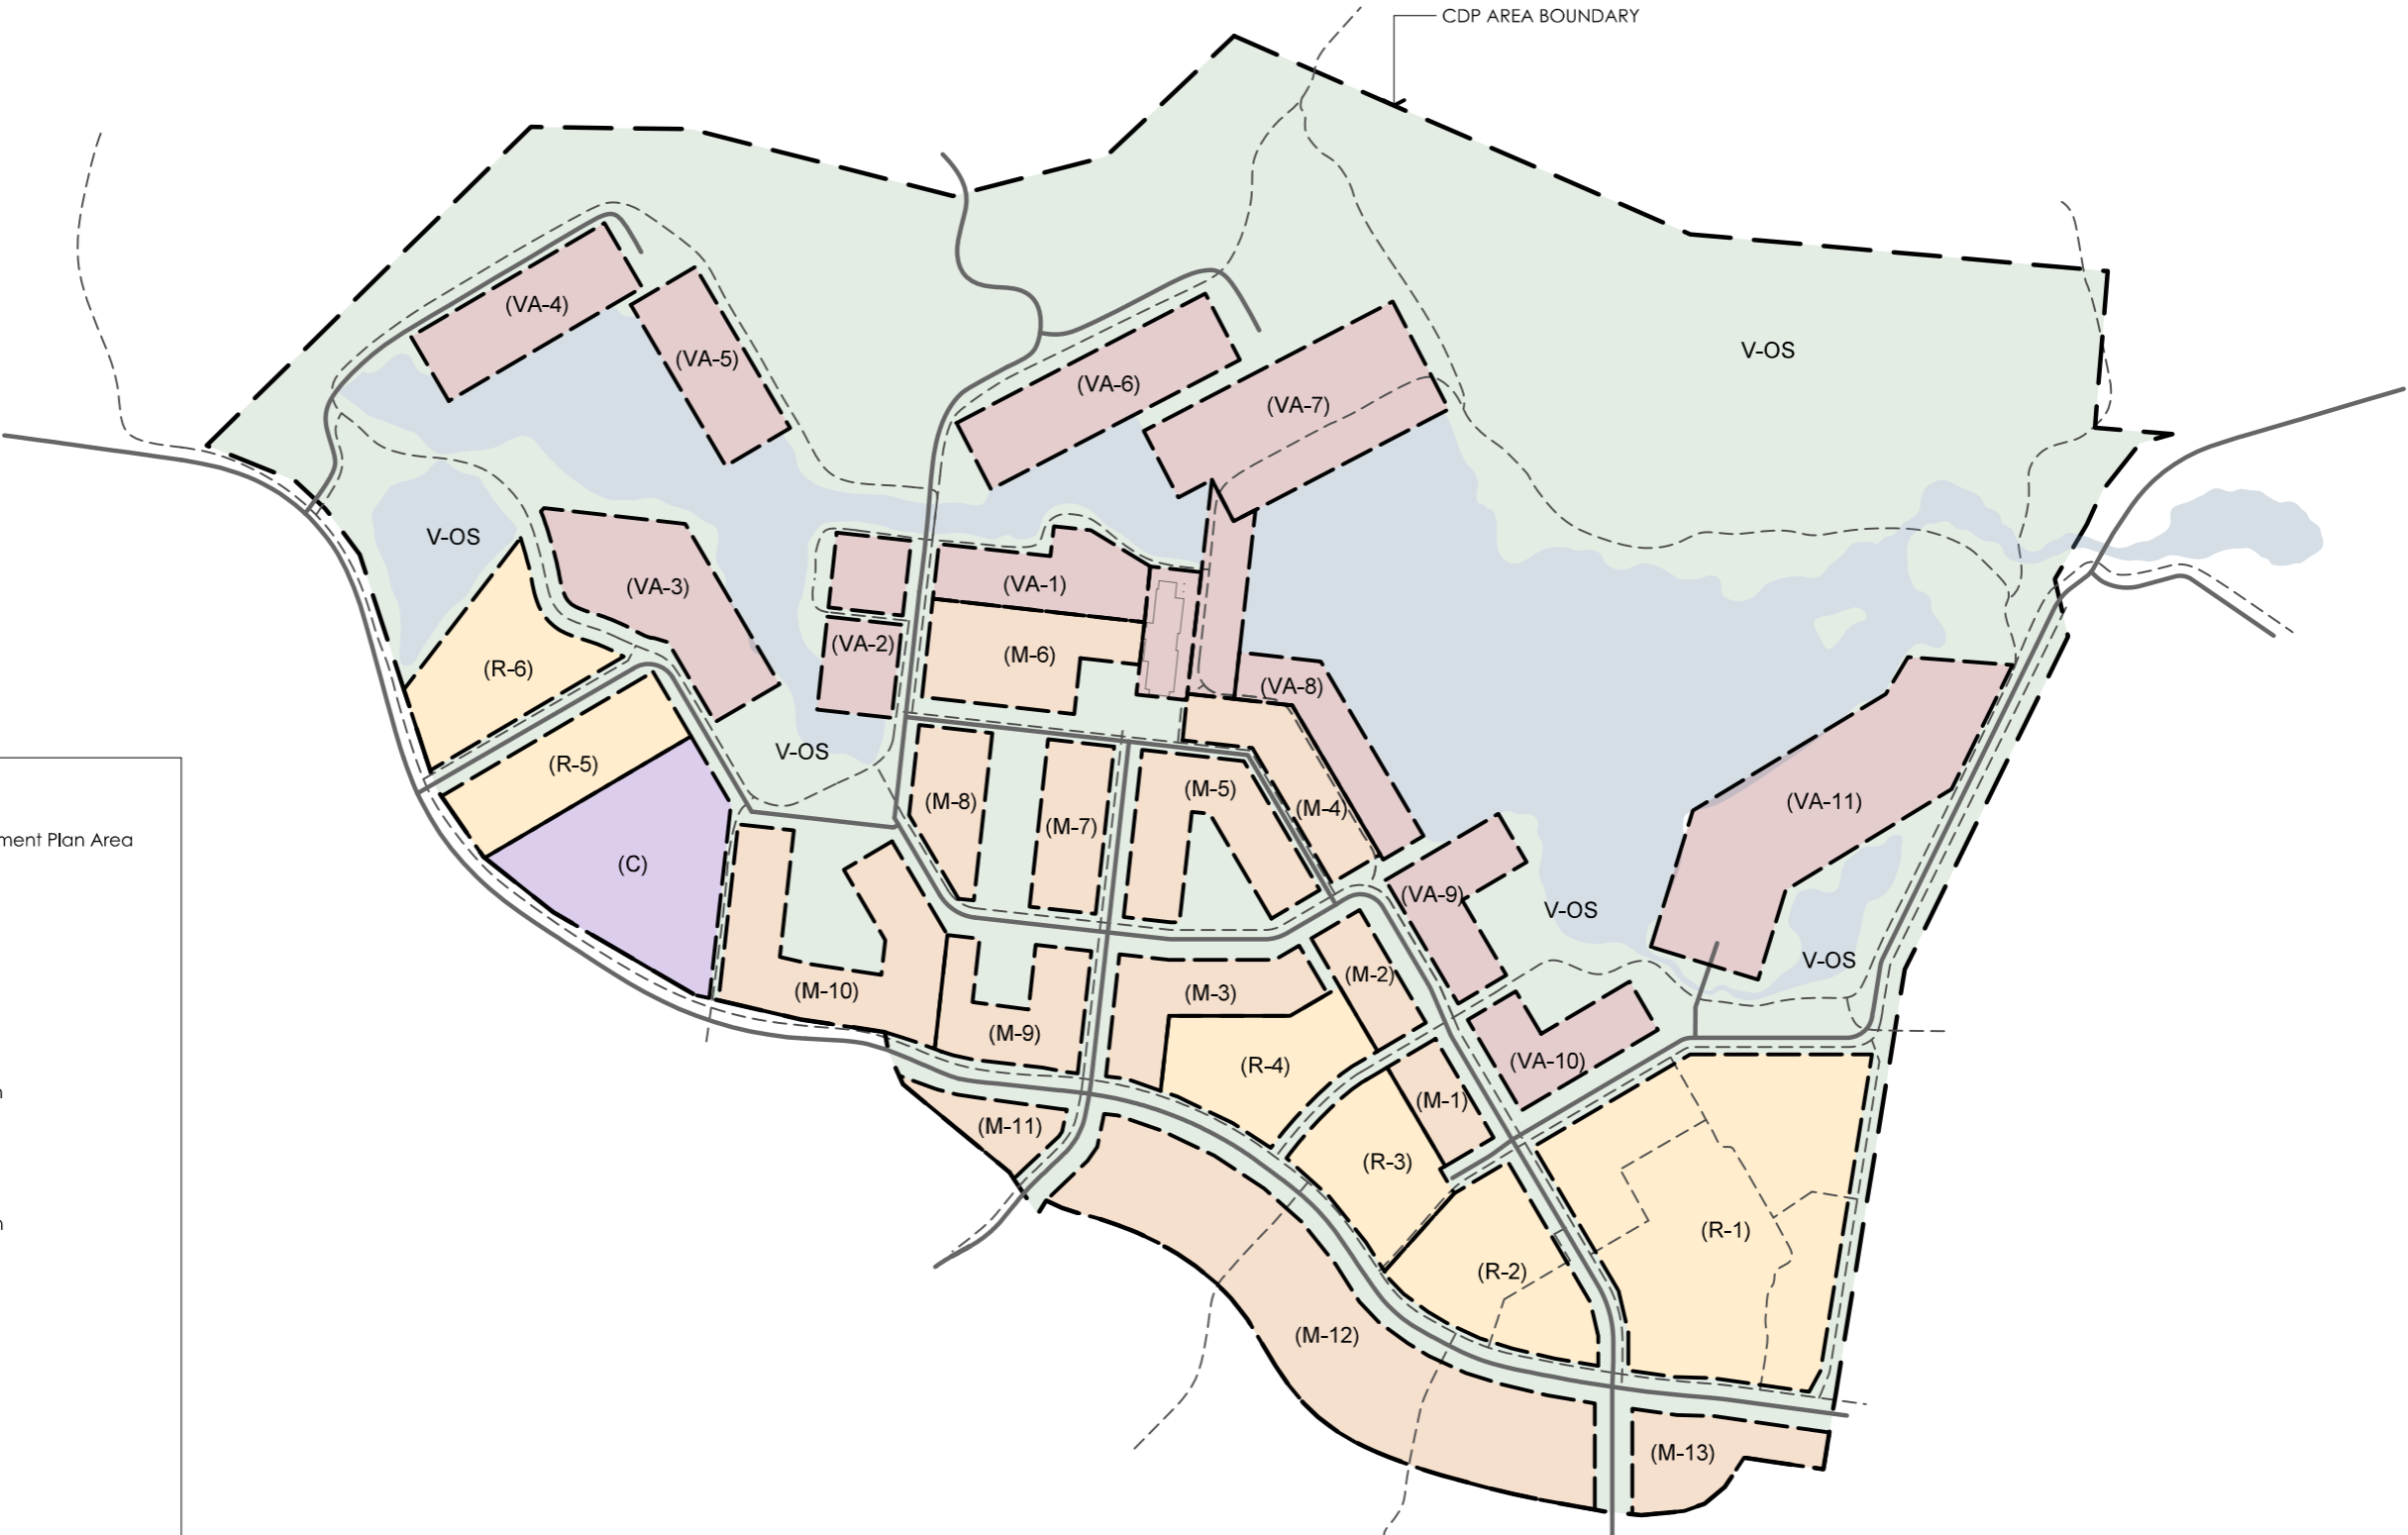 CDP AREA BOUNDARY
(VA-4)
(VA-5)
(VA-6)
(VA-7)
V-OS
V-OS
(VA-3)
(VA-1)
(VA-2)
(M-6)
(R-6)
(VA-8)
V-OS
(R-5)
(M-8)
(M-7)
(M-5)
(M-4)
(VA-11)
ment Plan Area
(C)
(VA-9)
V-OS
V-OS
(M-10)
(M-9)
(M-3)
(M-2)
(R-4)
(VA-10)
(M-1)
n
(M-11)
(R-3)
n
(R-1)
(R-2)
(M-12)
(M-13)